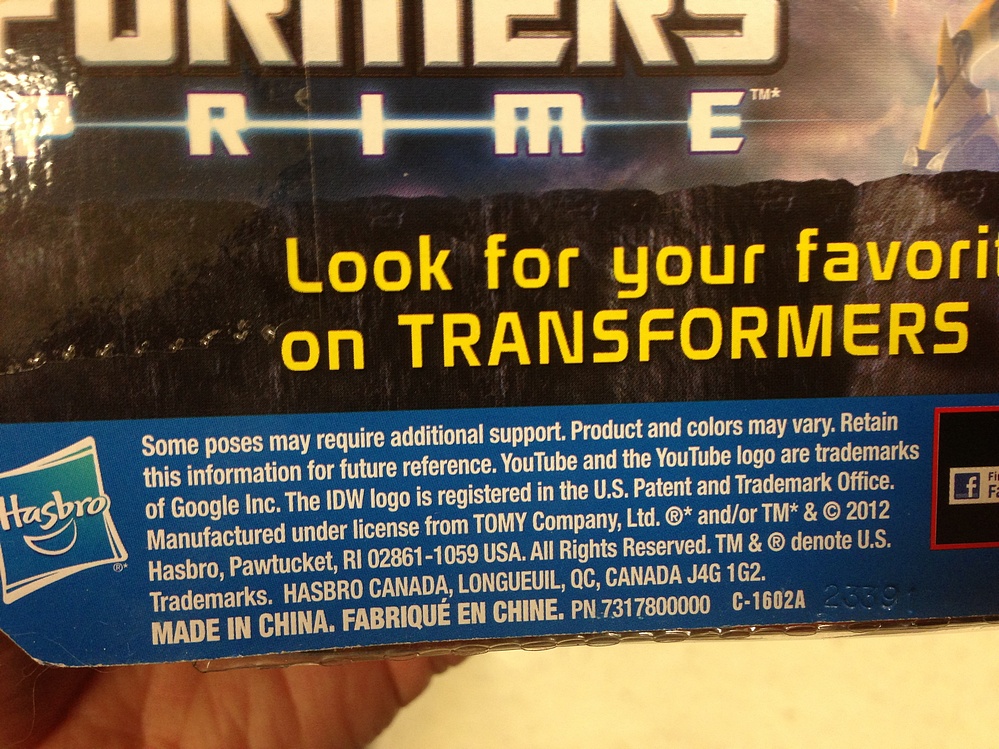 FORMERS
PRIME™*
Look for your favorit
on TRANSFORMERS
Hasbro
®*
Some poses may require additional support. Product and colors may vary. Retain
this information for future reference. YouTube and the YouTube logo are trademarks
of Google Inc. The IDW logo is registered in the U.S. Patent and Trademark Office.
Manufactured under license from TOMY Company, Ltd. ®* and/or TM* & © 2012
Hasbro, Pawtucket, RI 02861-1059 USA. All Rights Reserved. TM & ® denote U.S.
Trademarks. HASBRO CANADA, LONGUEUIL, QC, CANADA J4G 1G2.
MADE IN CHINA. FABRIQUÉ EN CHINE. PN 7317800000 C-1602A
f